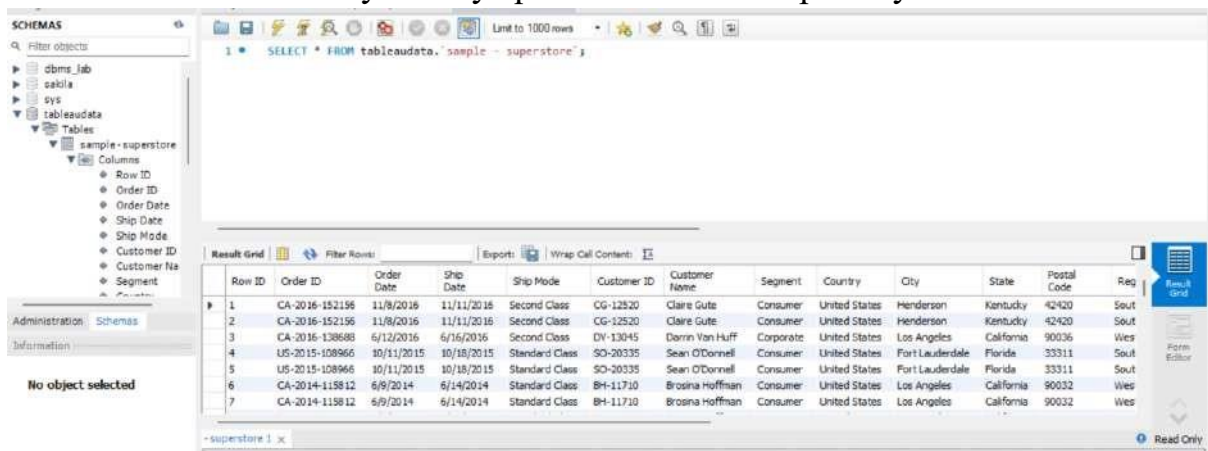 SCHEMAS
Filter objects
dbms_lab
sakila
sys
tableaudata
Tables
sample-superstore
Columns
Row ID
Order ID
Order Date
Ship Date
Ship Mode
Customer ID
Customer Na
Segment
Administration Schemas
Information
No object selected
Limit to 1000 rows
1 SELECT * FROM tableaudata.`sample - superstore`;
Result Grid Filter Rows: Export: Wrap Cell Content:
Row ID Order ID Order Date Ship Date Ship Mode Customer ID Customer Name Segment Country City State Postal Code Reg
1 CA-2016-152156 11/8/2016 11/11/2016 Second Class CG-12520 Claire Gute Consumer United States Henderson Kentucky 42420 Sout
2 CA-2016-152156 11/8/2016 11/11/2016 Second Class CG-12520 Claire Gute Consumer United States Henderson Kentucky 42420 Sout
3 CA-2016-138688 6/12/2016 6/16/2016 Second Class DV-13045 Darrin Van Huff Corporate United States Los Angeles California 90036 Wes
4 US-2015-108966 10/11/2015 10/18/2015 Standard Class SO-20335 Sean O'Donnell Consumer United States Fort Lauderdale Florida 33311 Sout
5 US-2015-108966 10/11/2015 10/18/2015 Standard Class SO-20335 Sean O'Donnell Consumer United States Fort Lauderdale Florida 33311 Sout
6 CA-2014-115812 6/9/2014 6/14/2014 Standard Class BH-11710 Brosina Hoffman Consumer United States Los Angeles California 90032 Wes
7 CA-2014-115812 6/9/2014 6/14/2014 Standard Class BH-11710 Brosina Hoffman Consumer United States Los Angeles California 90032 Wes
Result Grid
Form Editor
- superstore 1
Read Only